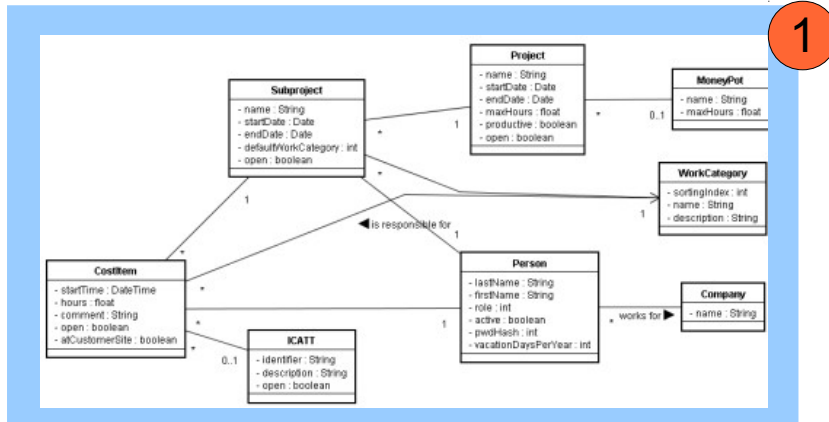 1
Project
- name : String
- startDate : Date
- endDate : Date
- maxHours : float
- productive : boolean
- open : boolean
MoneyPot
- name : String
- maxHours : float
Subproject
- name : String
- startDate : Date
- endDate : Date
- defaultWorkCategory : int
- open : boolean
*
1
*
0..1
*
*
WorkCategory
- sortingIndex : int
- name : String
- description : String
1
1
◀ is responsible for
1
*
*
CostItem
- startTime : DateTime
- hours : float
- comment : String
- open : boolean
- atCustomerSite : boolean
Person
- lastName : String
- firstName : String
- role : int
- active : boolean
- pwdHash : int
- vacationDaysPerYear : int
Company
- name : String
*
1
* works for ▶
*
0..1
ICATT
- identifier : String
- description : String
- open : boolean